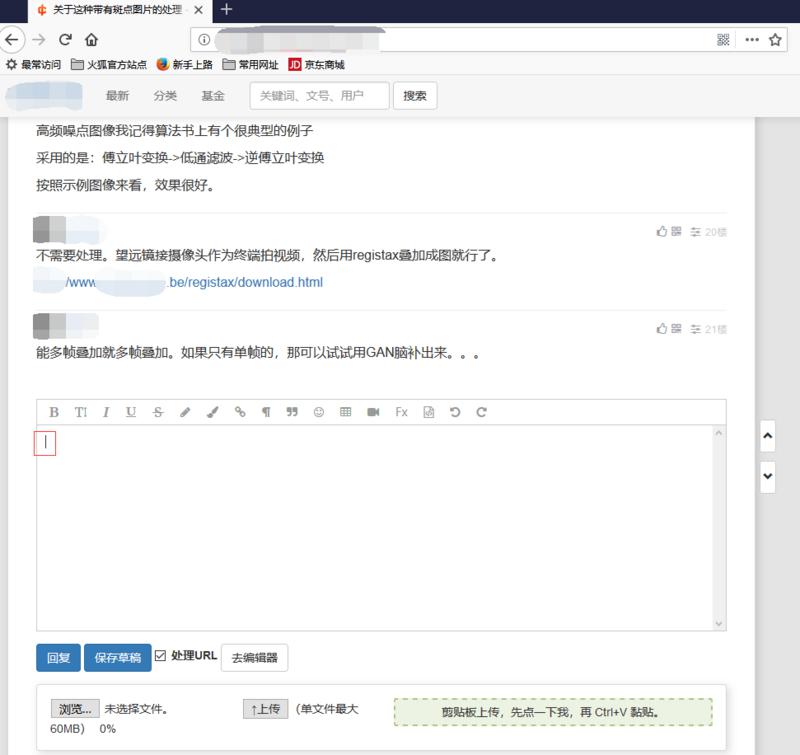 关于这种带有斑点图片的处理
最常访问 火狐官方站点 新手上路 常用网址 JD 京东商城
最新 分类 基金 关键词、文号、用户 搜索
高频噪点图像我记得算法书上有个很典型的例子
采用的是：傅立叶变换->低通滤波->逆傅立叶变换
按照示例图像来看，效果很好。
20楼
不需要处理。望远镜接摄像头作为终端拍视频，然后用registax叠加成图就行了。
/www .be/registax/download.html
21楼
能多帧叠加就多帧叠加。如果只有单帧的，那可以试试用GAN脑补出来。。。
B TI I U S Fx
回复 保存草稿 处理URL 去编辑器
浏览... 未选择文件。 ↑上传 （单文件最大
60MB） 0%
剪贴板上传，先点一下我，再 Ctrl+V 黏贴。